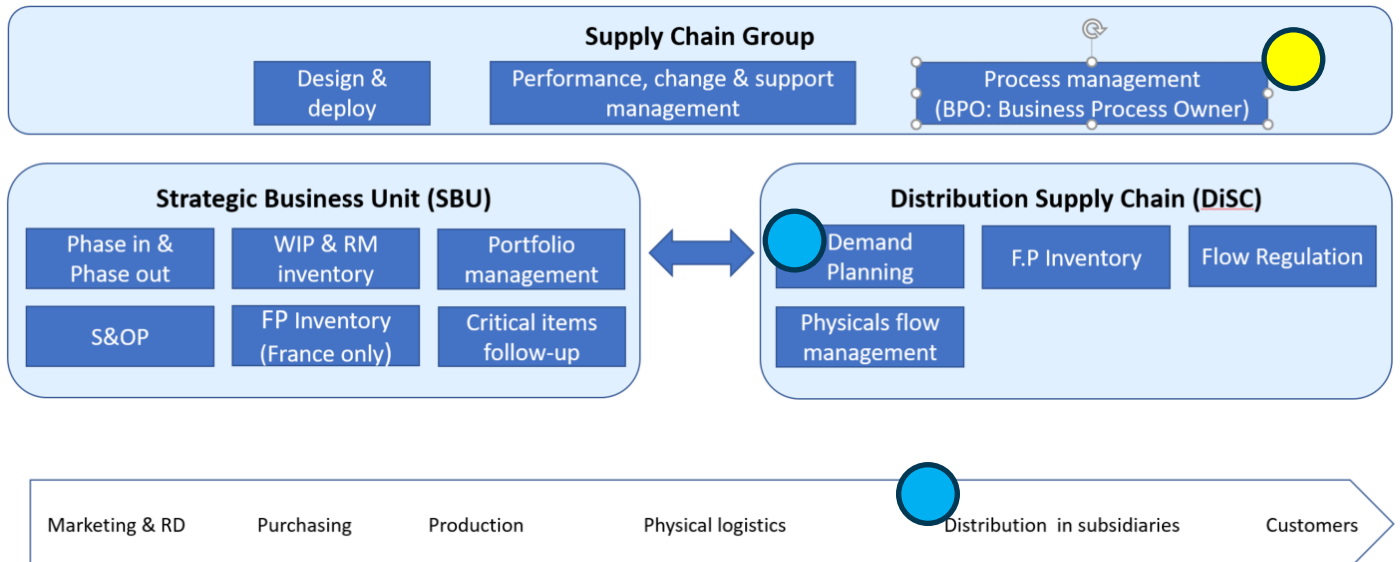 Supply Chain Group
Design &
deploy
Performance, change & support
management
Process management
(BPO: Business Process Owner)
Strategic Business Unit (SBU)
Phase in &
Phase out
WIP & RM
inventory
Portfolio
management
S&OP
FP Inventory
(France only)
Critical items
follow-up
Distribution Supply Chain (DiSC)
Demand
Planning
F.P Inventory
Flow Regulation
Physicals flow
management
Marketing & RD
Purchasing
Production
Physical logistics
Distribution in subsidiaries
Customers